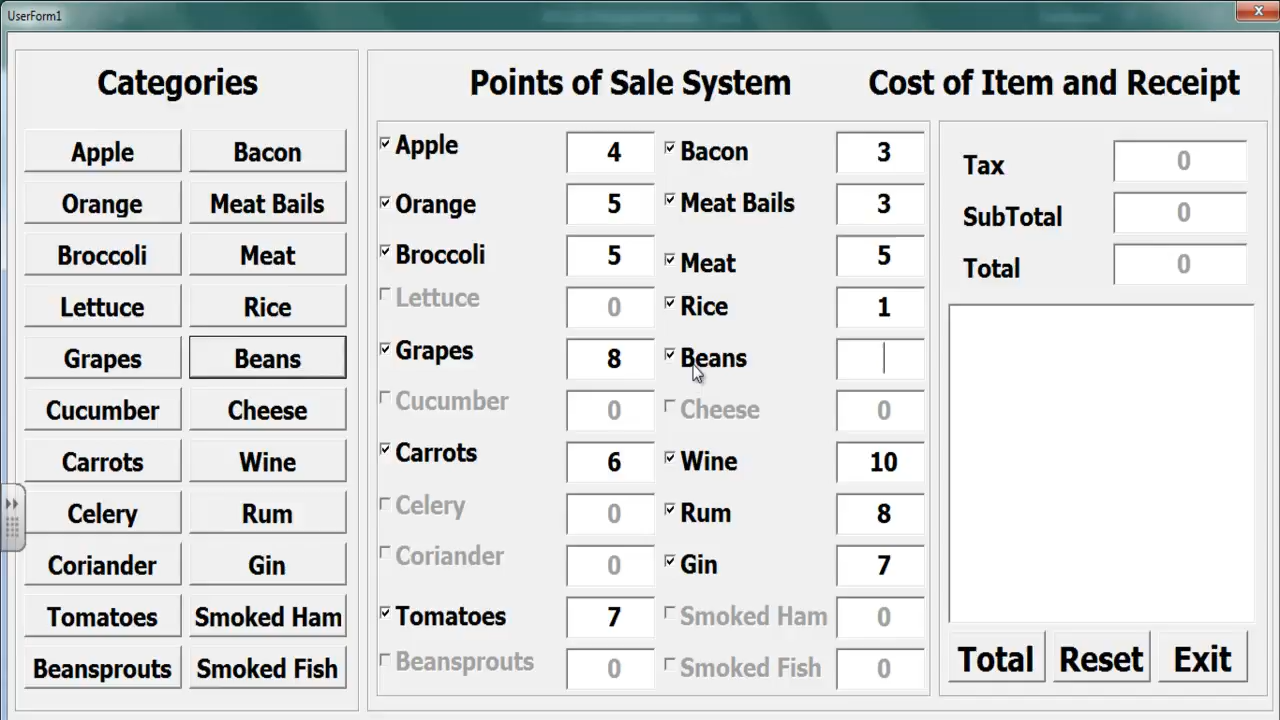 UserForm1
Categories
Apple Bacon
Orange Meat Bails
Broccoli Meat
Lettuce Rice
Grapes Beans
Cucumber Cheese
Carrots Wine
Celery Rum
Coriander Gin
Tomatoes Smoked Ham
Beansprouts Smoked Fish
Points of Sale System
Apple 4 Bacon 3
Orange 5 Meat Bails 3
Broccoli 5 Meat 5
Lettuce 0 Rice 1
Grapes 8 Beans
Cucumber 0 Cheese 0
Carrots 6 Wine 10
Celery 0 Rum 8
Coriander 0 Gin 7
Tomatoes 7 Smoked Ham 0
Beansprouts 0 Smoked Fish 0
Cost of Item and Receipt
Tax 0
SubTotal 0
Total 0
Total Reset Exit